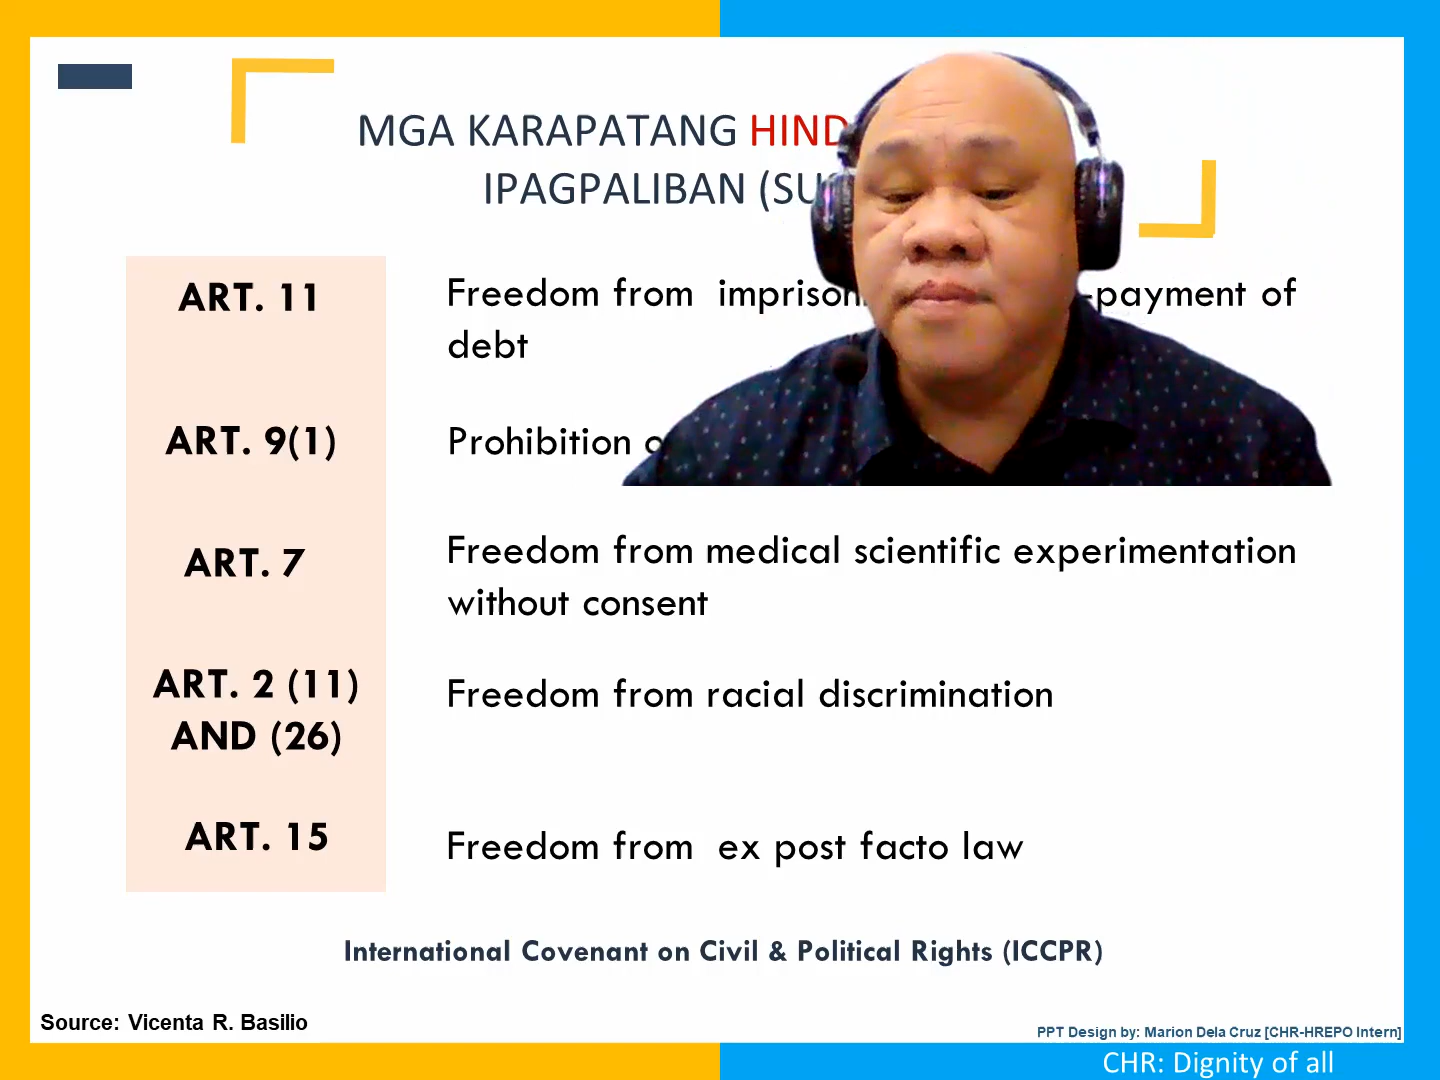 MGA KARAPATANG HIND
IPAGPALIBAN (SU
ART. 11
Freedom from imprison -payment of
debt
ART. 9(1)
Prohibition
ART. 7
Freedom from medical scientific experimentation
without consent
ART. 2 (11)
AND (26)
Freedom from racial discrimination
ART. 15
Freedom from ex post facto law
International Covenant on Civil & Political Rights (ICCPR)
Source: Vicenta R. Basilio
PPT Design by: Marion Dela Cruz [CHR-HREPO Intern]
CHR: Dignity of all